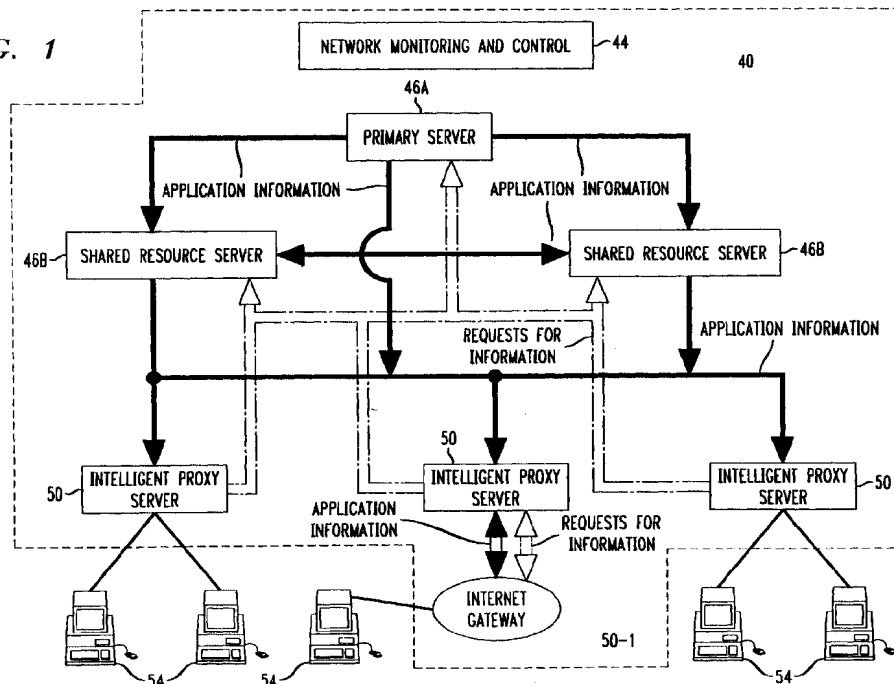 G. 1
NETWORK MONITORING AND CONTROL
44
40
46A
PRIMARY SERVER
APPLICATION INFORMATION
APPLICATION INFORMATION
46B
SHARED RESOURCE SERVER
SHARED RESOURCE SERVER
46B
REQUESTS FOR
INFORMATION
APPLICATION INFORMATION
50
INTELLIGENT PROXY
SERVER
50
INTELLIGENT PROXY
SERVER
INTELLIGENT PROXY
SERVER
50
APPLICATION
INFORMATION
REQUESTS FOR
INFORMATION
INTERNET
GATEWAY
50-1
54
54
54